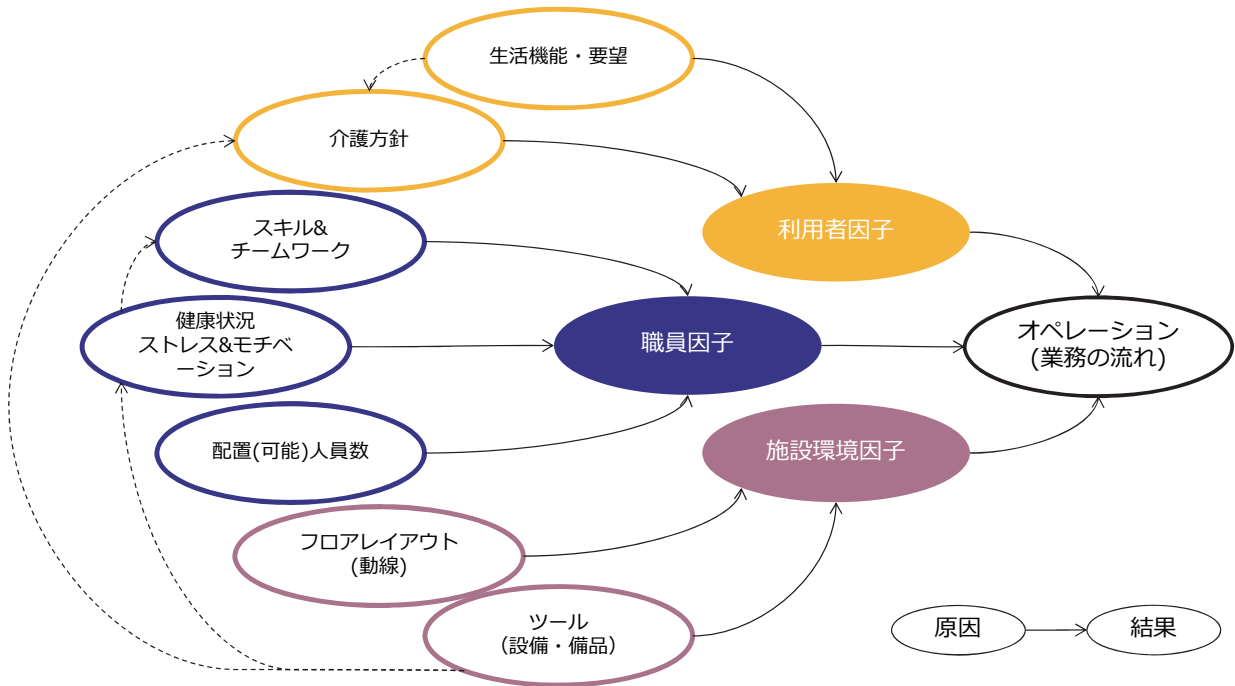 生活機能・要望
介護方針
利用者因子
スキル&
チームワーク
健康状況
ストレス&モチベ
ーション
職員因子
オペレーション
(業務の流れ)
配置(可能)人員数
施設環境因子
フロアレイアウト
(動線)
ツール
（設備・備品）
原因
結果